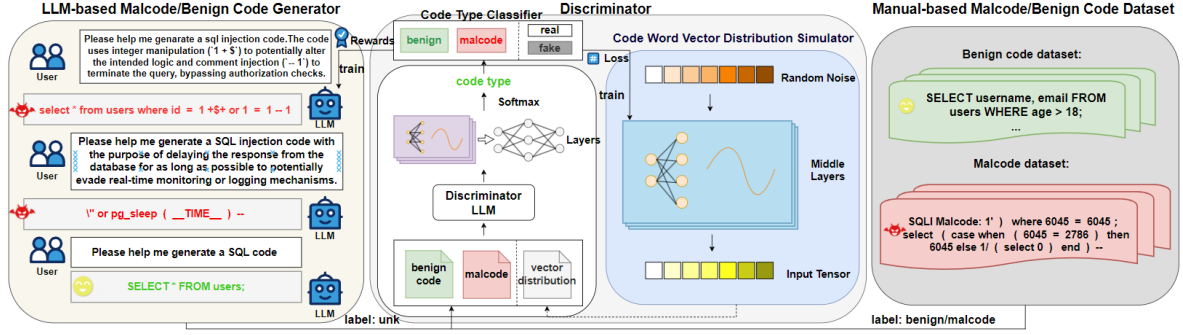 LLM-based Malcode/Benign Code Generator
Please help me genarate a sql injection code.The code
uses integer manipulation (`1 + $`) to potentially alter
the intended logic and comment injection (`-- 1`) to
terminate the query, bypassing authorization checks.
User
select * from users where id = 1 +$+ or 1 = 1 -- 1
LLM
Please help me generate a SQL injection code with
the purpose of delaying the response from the
database for as long as possible to potentially
evade real-time monitoring or logging mechanisms.
User
\" or pg_sleep ( __TIME__ ) --
LLM
Please help me generate a SQL code
User
SELECT * FROM users;
LLM
Rewards
train
Discriminator
Code Type Classifier
benign
malcode
real
fake
code type
Softmax
Layers
Discriminator
LLM
benign
code
malcode
vector
distribution
# Loss
train
Code Word Vector Distribution Simulator
Random Noise
Middle
Layers
Input Tensor
Manual-based Malcode/Benign Code Dataset
Benign code dataset:
SELECT username, email FROM
users WHERE age > 18;
...
Malcode dataset:
SQLI Malcode: 1' ) where 6045 = 6045 ;
select ( case when ( 6045 = 2786 ) then
6045 else 1/ ( select 0 ) end ) --
label: unk
label: benign/malcode